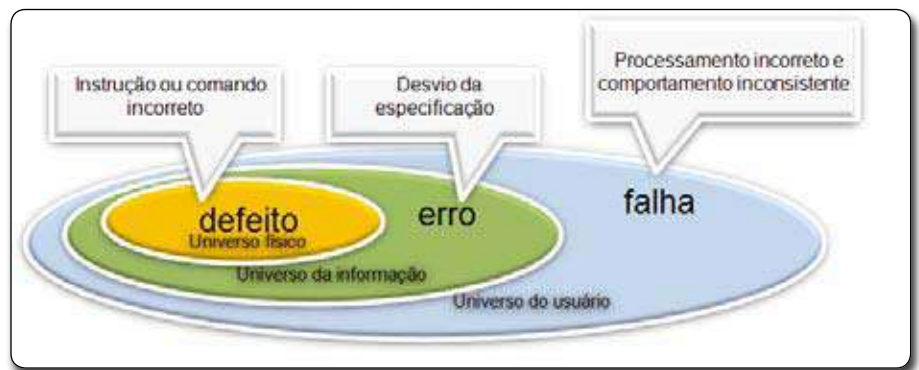 Instrução ou comando
incorreto
Desvio da
especificação
Processamento incorreto e
comportamento inconsistente
defeito
Universo físico
erro
Universo da informação
falha
Universo do usuário